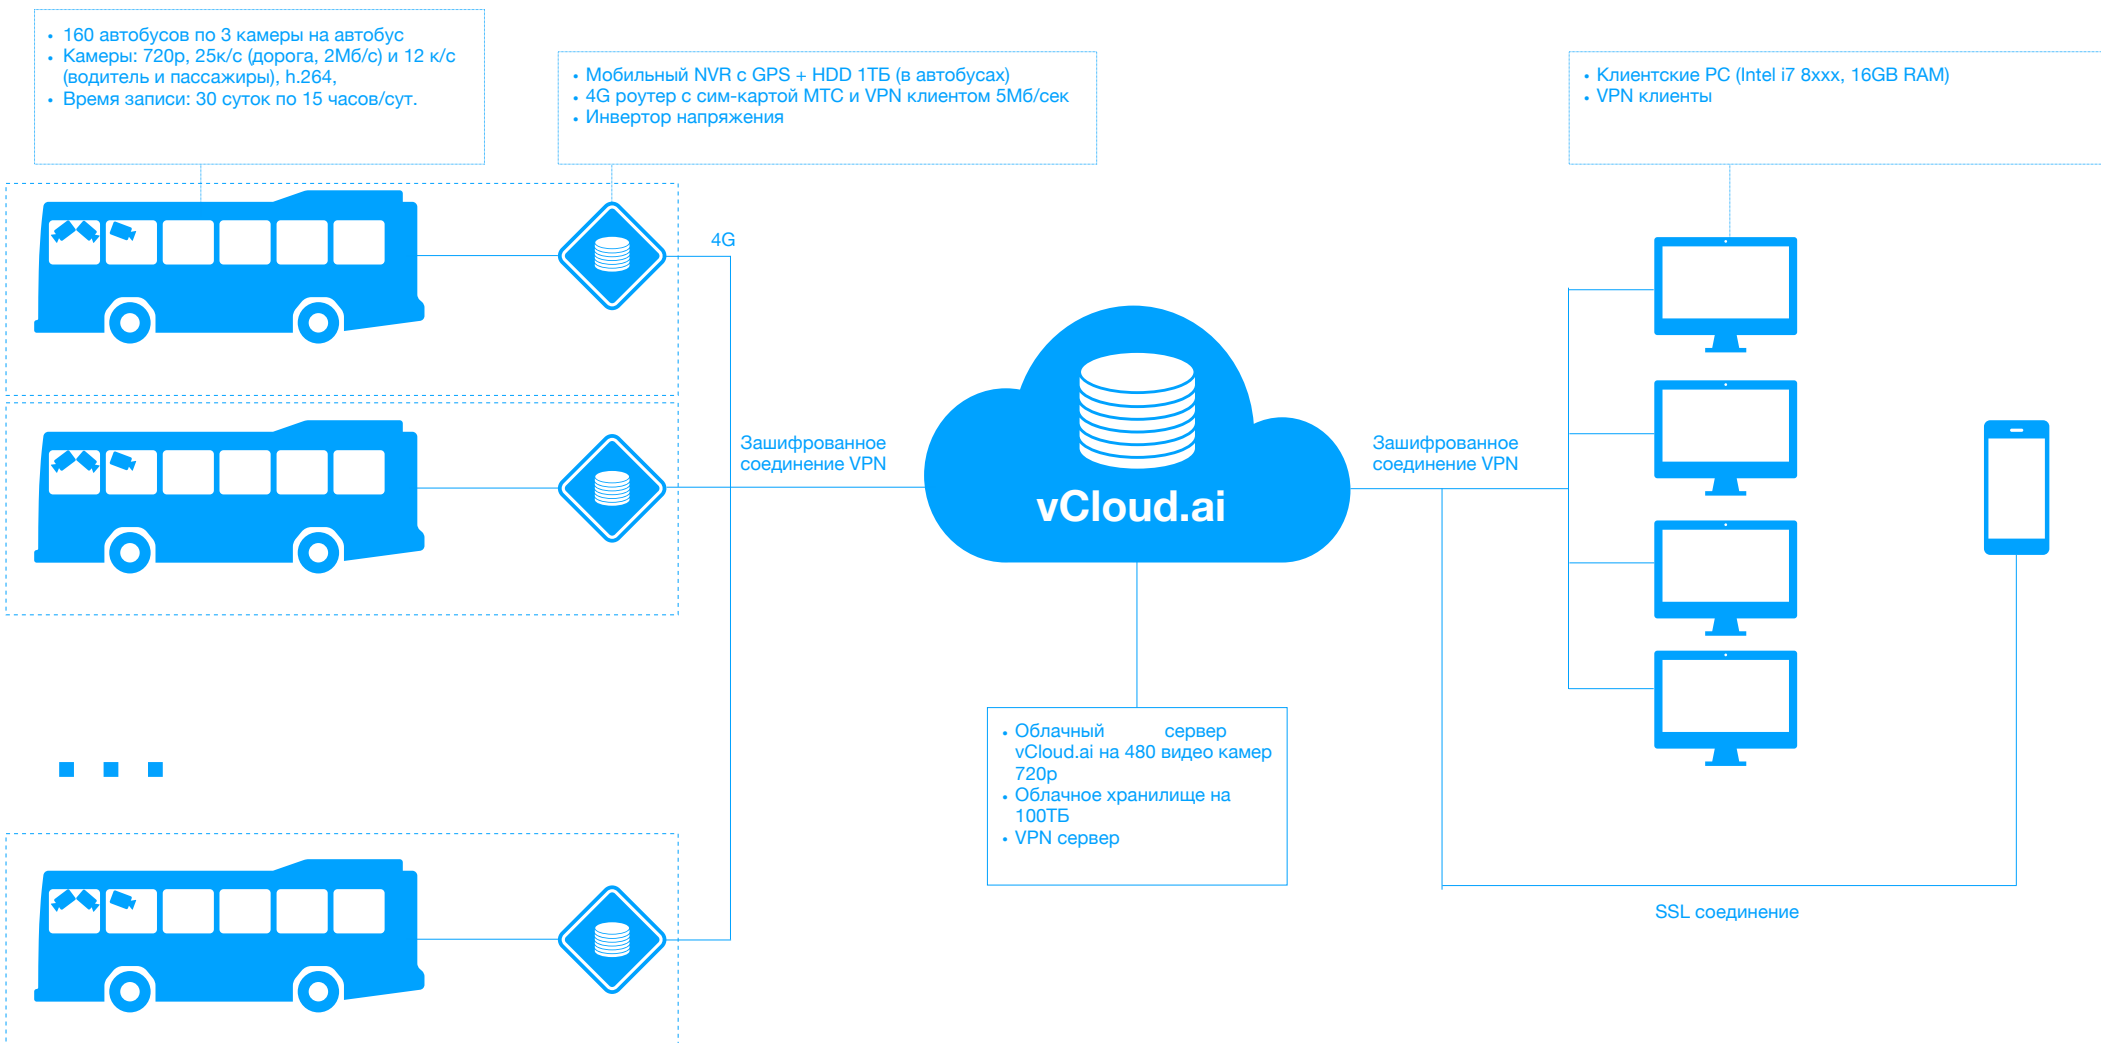 • 160 автобусов по 3 камеры на автобус
• Камеры: 720p, 25к/с (дорога, 2Мб/с) и 12 к/с
(водитель и пассажиры), h.264,
• Время записи: 30 суток по 15 часов/сут.
• Мобильный NVR с GPS + HDD 1ТБ (в автобусах)
• 4G роутер с сим-картой МТС и VPN клиентом 5Мб/сек
• Инвертор напряжения
• Клиентские PC (Intel i7 8xxx, 16GB RAM)
• VPN клиенты
4G
Зашифрованное
соединение VPN
vCloud.ai
Зашифрованное
соединение VPN
• Облачный сервер
vCloud.ai на 480 видео камер
720p
• Облачное хранилище на
100ТБ
• VPN сервер
SSL соединение